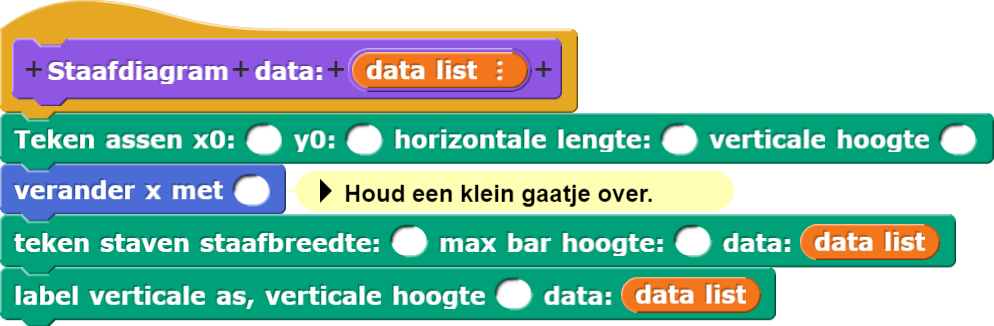 + Staafdiagram + data: + data list ⋮ +
Teken assen x0: y0: horizontale lengte: verticale hoogte
verander x met Houd een klein gaatje over.
teken staven staafbreedte: max bar hoogte: data: data list
label verticale as, verticale hoogte data: data list